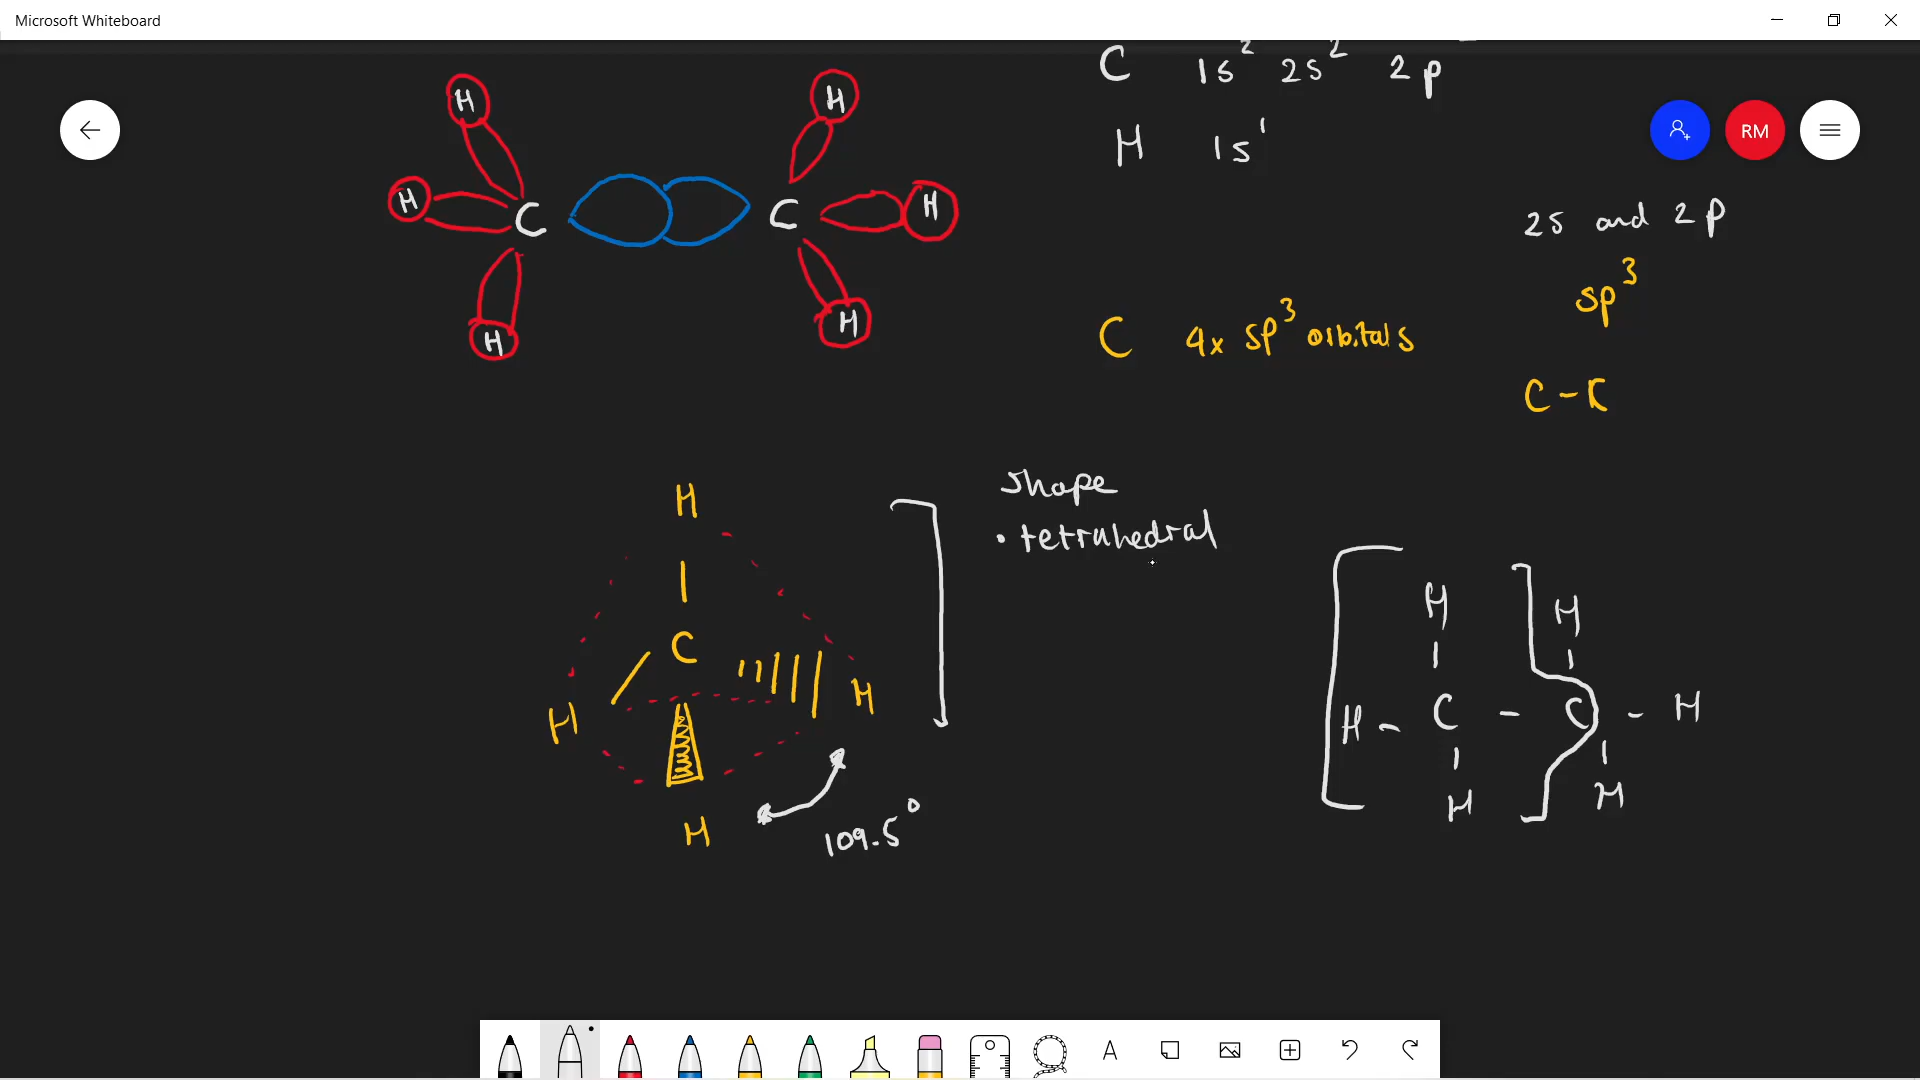 Microsoft Whiteboard
C 1s² 2s² 2p
H 1s¹
RM
H H
H C C H
H H
2s and 2p
sp³
C 4x sp³ orbitals
C - C
Shape
• tetrahedral
H
C
H H
H
109.5°
H H
H - C - C - H
H H
A